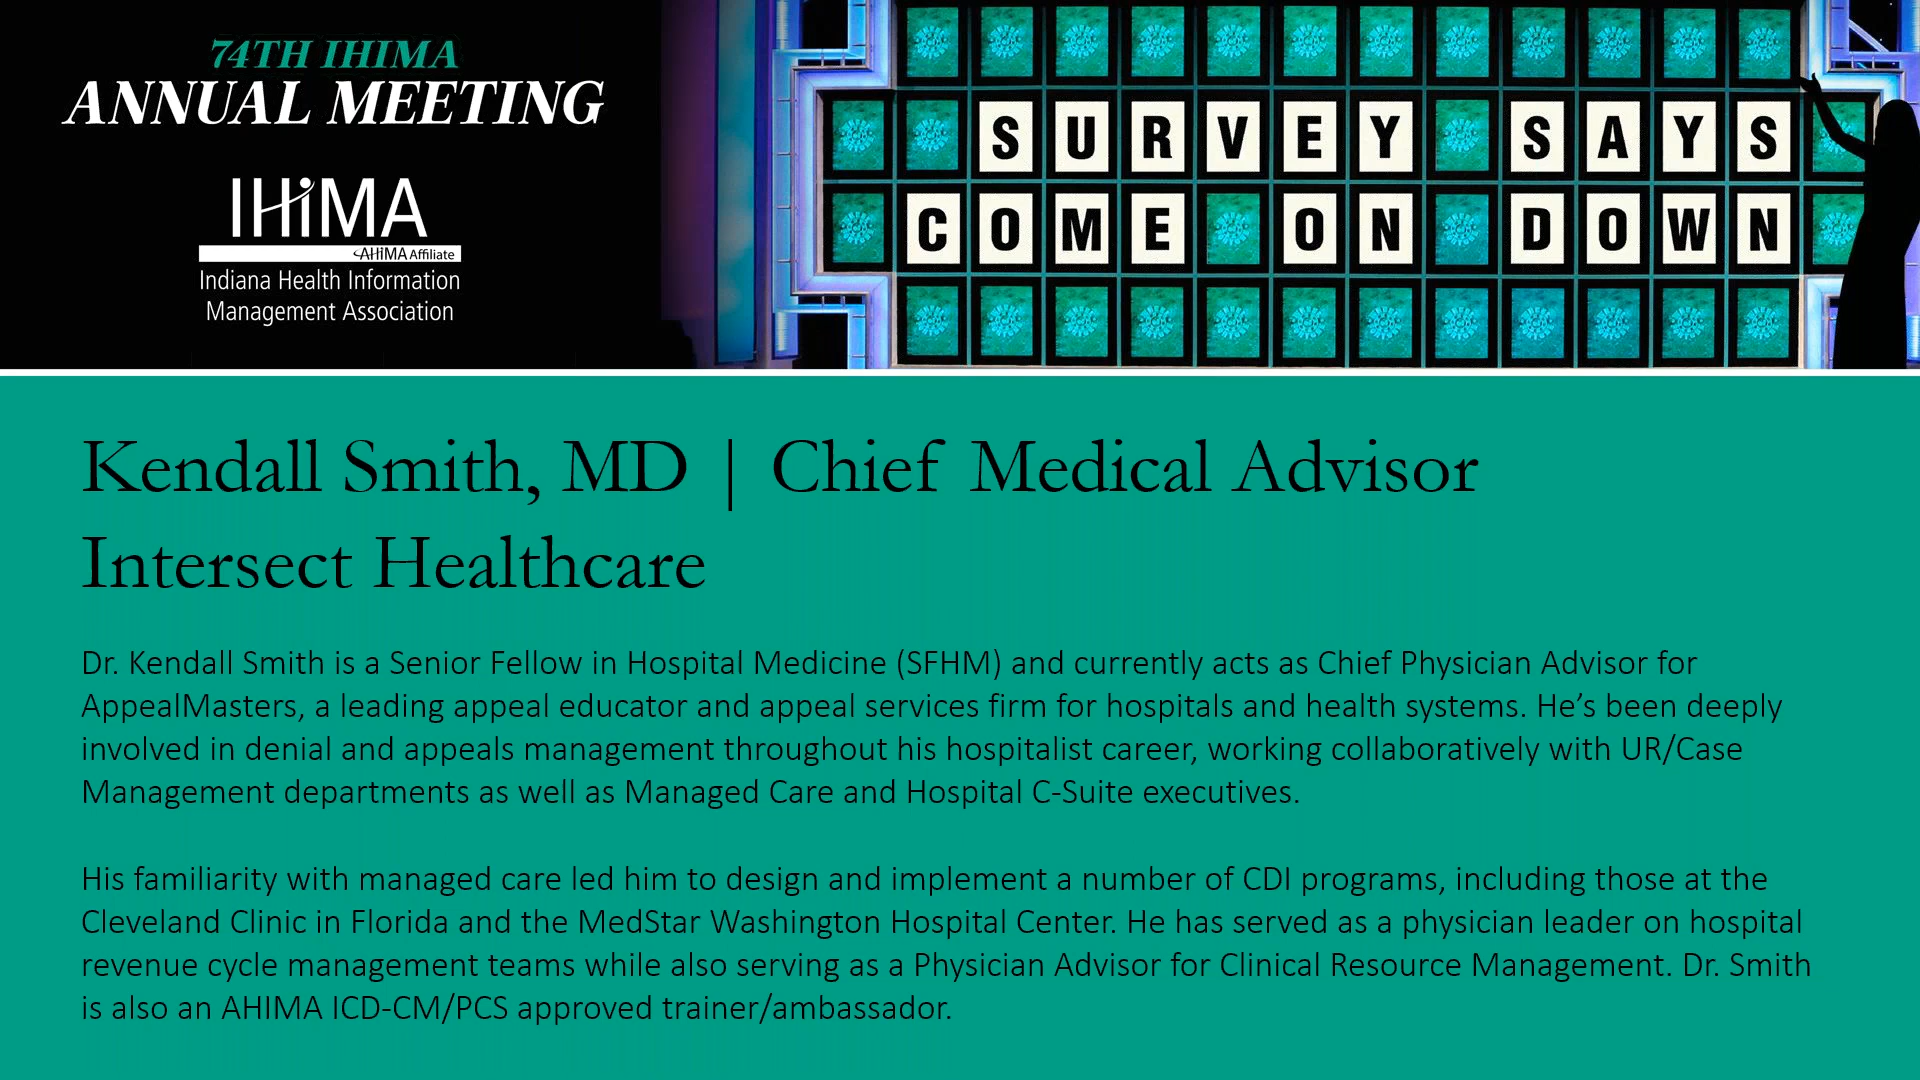 74TH IHIMA
ANNUAL MEETING
IHiMA
AHiMA Affiliate
Indiana Health Information
Management Association
SURVEY SAYS
COME ON DOWN
Kendall Smith, MD | Chief Medical Advisor
Intersect Healthcare
Dr. Kendall Smith is a Senior Fellow in Hospital Medicine (SFHM) and currently acts as Chief Physician Advisor for
AppealMasters, a leading appeal educator and appeal services firm for hospitals and health systems. He’s been deeply
involved in denial and appeals management throughout his hospitalist career, working collaboratively with UR/Case
Management departments as well as Managed Care and Hospital C-Suite executives.
His familiarity with managed care led him to design and implement a number of CDI programs, including those at the
Cleveland Clinic in Florida and the MedStar Washington Hospital Center. He has served as a physician leader on hospital
revenue cycle management teams while also serving as a Physician Advisor for Clinical Resource Management. Dr. Smith
is also an AHIMA ICD-CM/PCS approved trainer/ambassador.